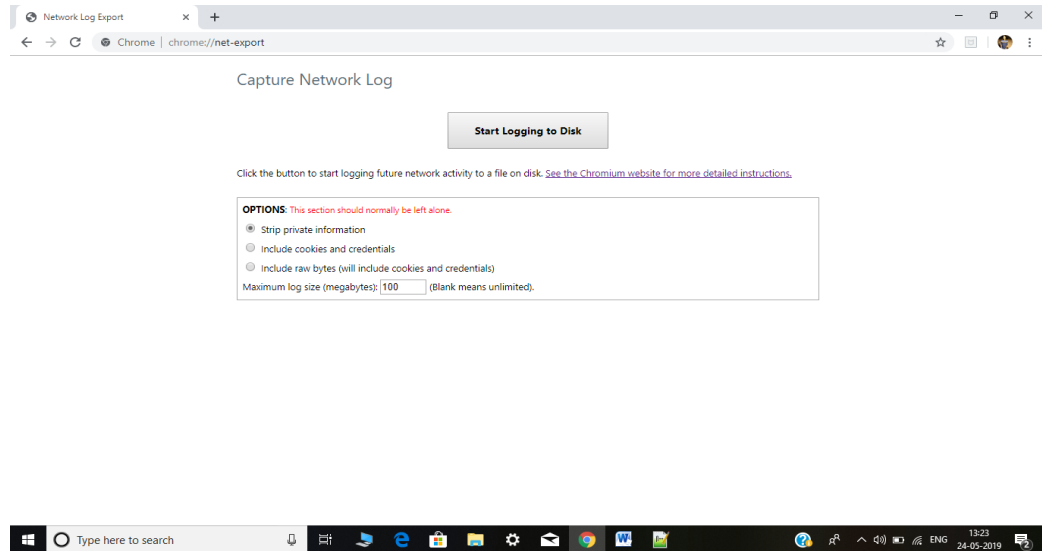 Network Log Export
Chrome | chrome://net-export
Capture Network Log
Start Logging to Disk
Click the button to start logging future network activity to a file on disk. See the Chromium website for more detailed instructions.
OPTIONS: This section should normally be left alone.
Strip private information
Include cookies and credentials
Include raw bytes (will include cookies and credentials)
Maximum log size (megabytes): 100 (Blank means unlimited).
Type here to search
ENG
13:23
24-05-2019
2